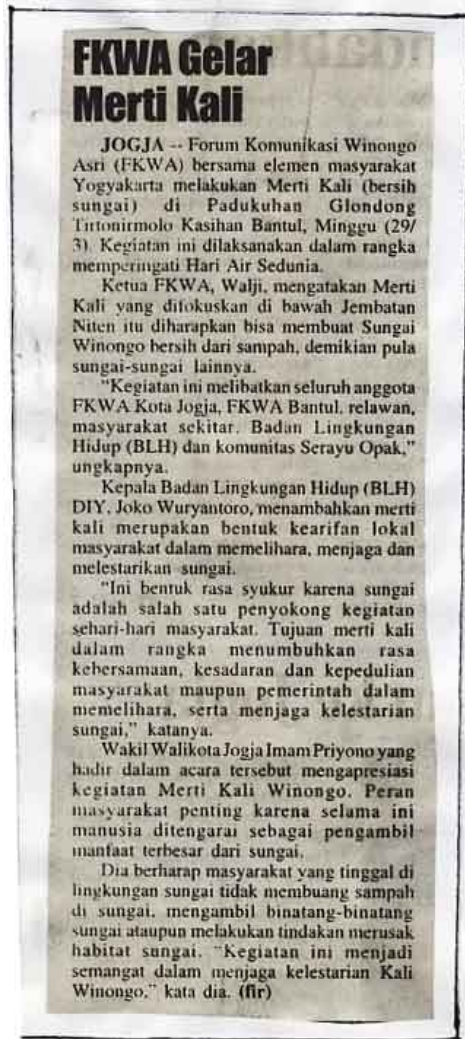 FKWA Gelar
Merti Kali
JOGJA -- Forum Komunikasi Winongo
Asri (FKWA) bersama elemen masyarakat
Yogyakarta melakukan Merti Kali (bersih
sungai) di Padukuhan Glondong
Tirtonirmolo Kasihan Bantul, Minggu (29/
3). Kegiatan ini dilaksanakan dalam rangka
memperingati Hari Air Sedunia.
Ketua FKWA, Walji, mengatakan Merti
Kali yang difokuskan di bawah Jembatan
Niten itu diharapkan bisa membuat Sungai
Winongo bersih dari sampah, demikian pula
sungai-sungai lainnya.
"Kegiatan ini melibatkan seluruh anggota
FKWA Kota Jogja, FKWA Bantul, relawan,
masyarakat sekitar, Badan Lingkungan
Hidup (BLH) dan komunitas Serayu Opak,"
ungkapnya.
Kepala Badan Lingkungan Hidup (BLH)
DIY, Joko Wuryantoro, menambahkan merti
kali merupakan bentuk kearifan lokal
masyarakat dalam memelihara, menjaga dan
melestarikan sungai.
"Ini bentuk rasa syukur karena sungai
adalah salah satu penyokong kegiatan
sehari-hari masyarakat. Tujuan merti kali
dalam rangka menumbuhkan rasa
kebersamaan, kesadaran dan kepedulian
masyarakat maupun pemerintah dalam
memelihara, serta menjaga kelestarian
sungai," katanya.
Wakil Walikota Jogja Imam Priyono yang
hadir dalam acara tersebut mengapresiasi
kegiatan Merti Kali Winongo. Peran
masyarakat penting karena selama ini
manusia ditengarai sebagai pengambil
manfaat terbesar dari sungai.
Dia berharap masyarakat yang tinggal di
lingkungan sungai tidak membuang sampah
di sungai, mengambil binatang-binatang
sungai ataupun melakukan tindakan merusak
habitat sungai. "Kegiatan ini menjadi
semangat dalam menjaga kelestarian Kali
Winongo," kata dia. (fir)